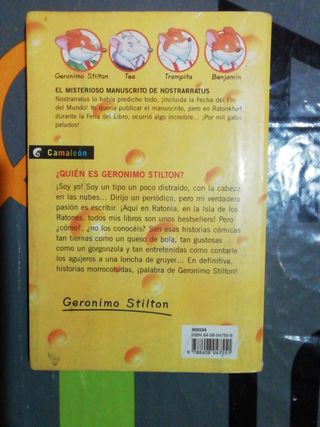 Geronimo Stilton Tea Trampita Benjamín
EL MISTERIOSO MANUSCRITO DE NOSTRARRATUS
Nostrarratus lo había predicho todo, ¡incluida la Fecha del Fin
del Mundo! Yo quería publicar el manuscrito, pero en Ratonkfurt,
durante la Feria del Libro, ocurrió algo increíble... ¡Por mil gatos
peludos!
Camaleón
¿QUIÉN ES GERONIMO STILTON?
¡Soy yo! Soy un tipo un poco distraído, con la cabeza
en las nubes... Dirijo un periódico, pero mi verdadera
pasión es escribir. ¡Aquí en Ratonia, en la Isla de los
Ratones, todos mis libros son unos bestsellers! Pero
¿cómo?, ¿no los conocéis? Son esas historias cómicas
tan tiernas como un queso de bola, tan gustosas
como un gorgonzola y tan entretenidas como contarle
los agujeros a una loncha de gruyer... En definitiva,
historias morrocotudas, ¡palabra de Geronimo Stilton!
Geronimo Stilton